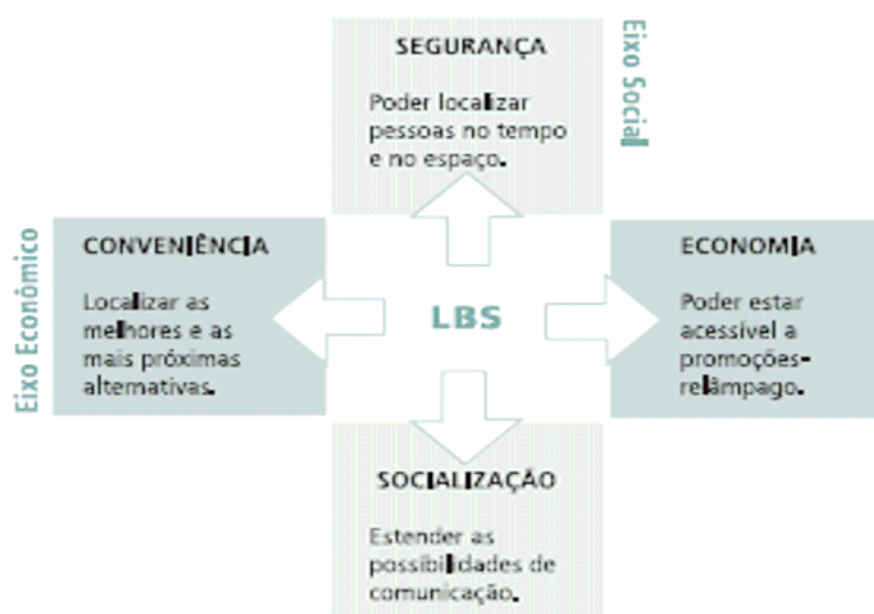 SEGURANÇA
Poder localizar
pessoas no tempo
e no espaço.
Eixo Social
Eixo Econômico
CONVENIÊNCIA
Localizar as
melhores e as
mais próximas
alternativas.
LBS
ECONOMIA
Poder estar
acessível a
promoções-
relâmpago.
SOCIALIZAÇÃO
Estender as
possibilidades de
comunicação.